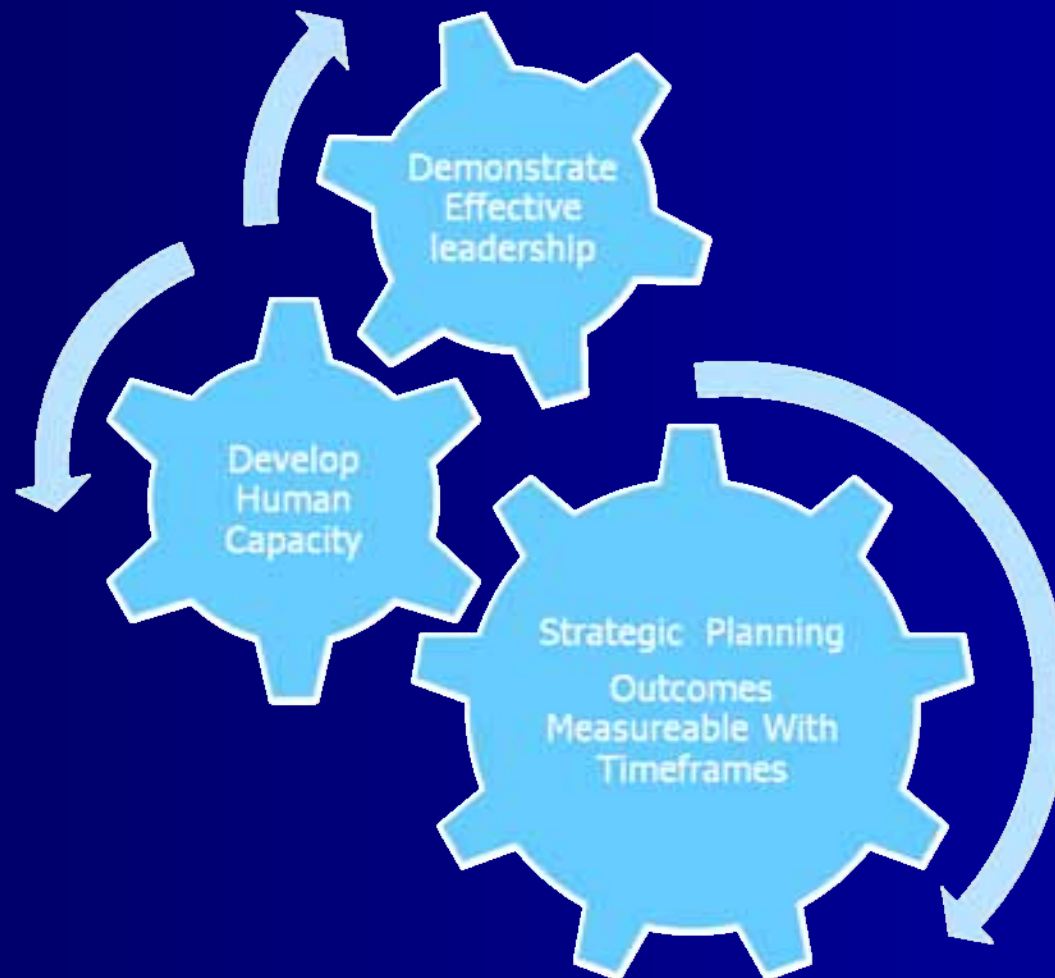 Demonstrate
Effective
leadership
Develop
Human
Capacity
Strategic Planning
Outcomes
Measureable With
Timeframes